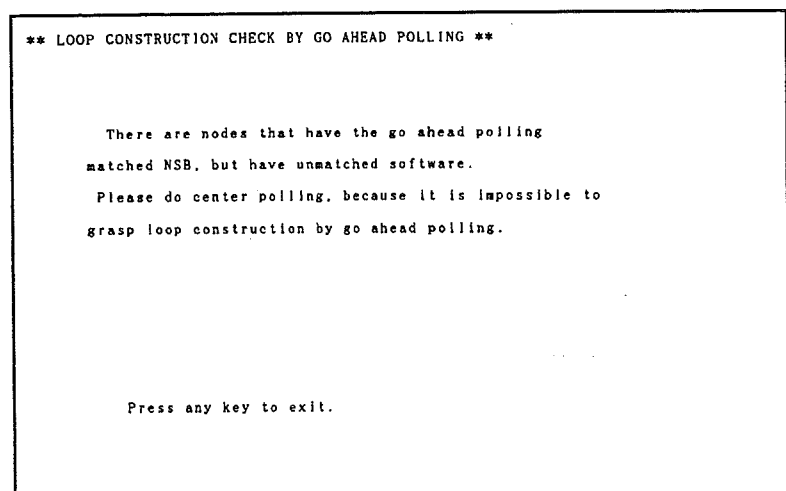 ** LOOP CONSTRUCTION CHECK BY GO AHEAD POLLING **
There are nodes that have the go ahead polling
matched NSB, but have unmatched software.
Please do center polling, because it is impossible to
grasp loop construction by go ahead polling.
Press any key to exit.